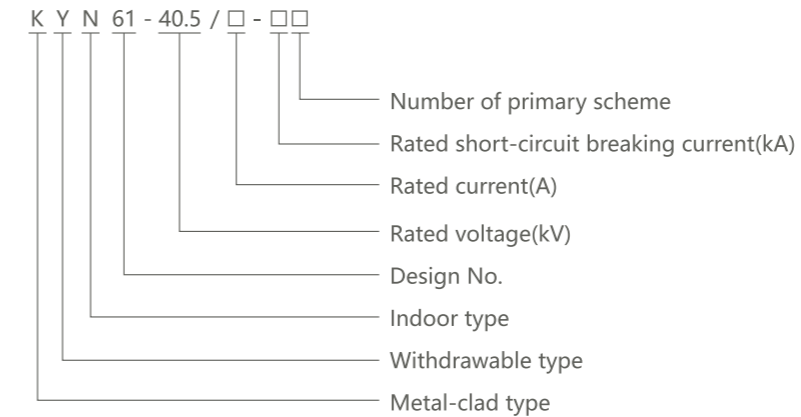 K Y N 61 - 40.5 / □ - □□
Number of primary scheme
Rated short-circuit breaking current(kA)
Rated current(A)
Rated voltage(kV)
Design No.
Indoor type
Withdrawable type
Metal-clad type